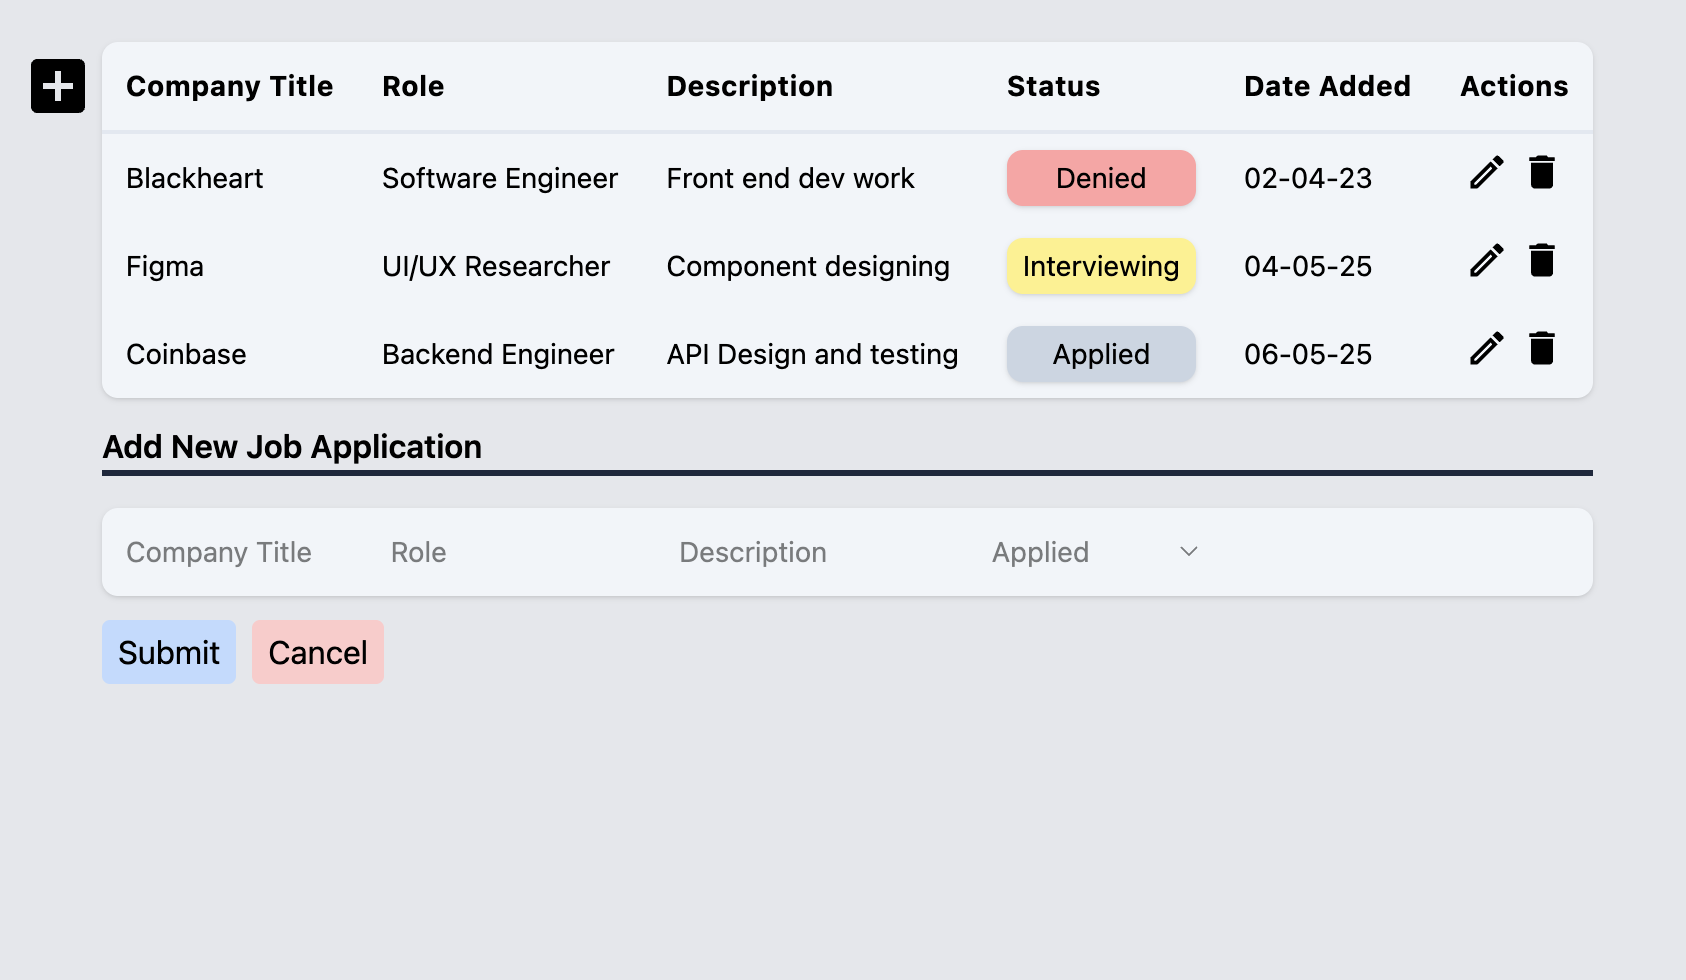 Company Title Role Description Status Date Added Actions
Blackheart Software Engineer Front end dev work Denied 02-04-23
Figma UI/UX Researcher Component designing Interviewing 04-05-25
Coinbase Backend Engineer API Design and testing Applied 06-05-25
Add New Job Application
Company Title Role Description Applied
Submit Cancel